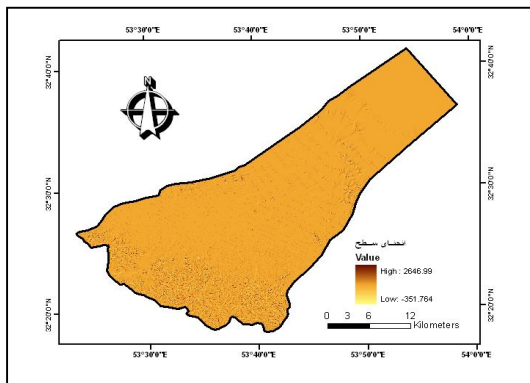 53°30'0"E 53°40'0"E 53°50'0"E 54°0'0"E
32°40'0"N 32°40'0"N
N
32°30'0"N 32°30'0"N
انحنای سطح
Value
High : 2646.99
Low: -351.764
32°20'0"N 32°20'0"N
0 3 6 12
Kilometers
53°30'0"E 53°40'0"E 53°50'0"E 54°0'0"E